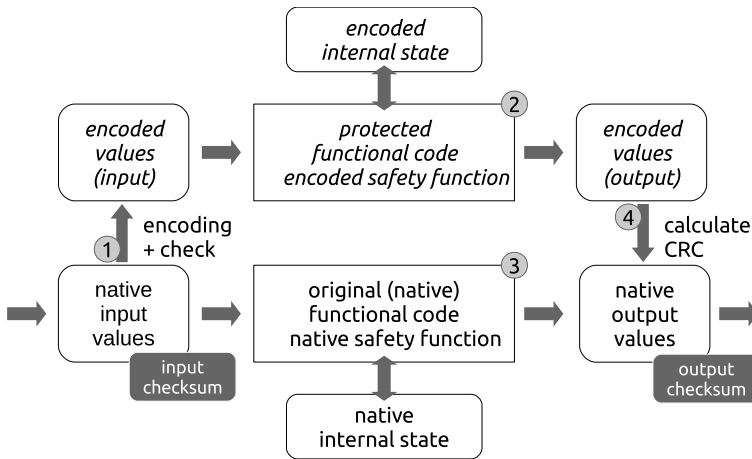 encoded
internal state
2
encoded
values
(input)
protected
functional code
encoded safety function
encoded
values
(output)
1
encoding
+ check
4
calculate
CRC
3
native
input
values
original (native)
functional code
native safety function
native
output
values
input
checksum
output
checksum
native
internal state